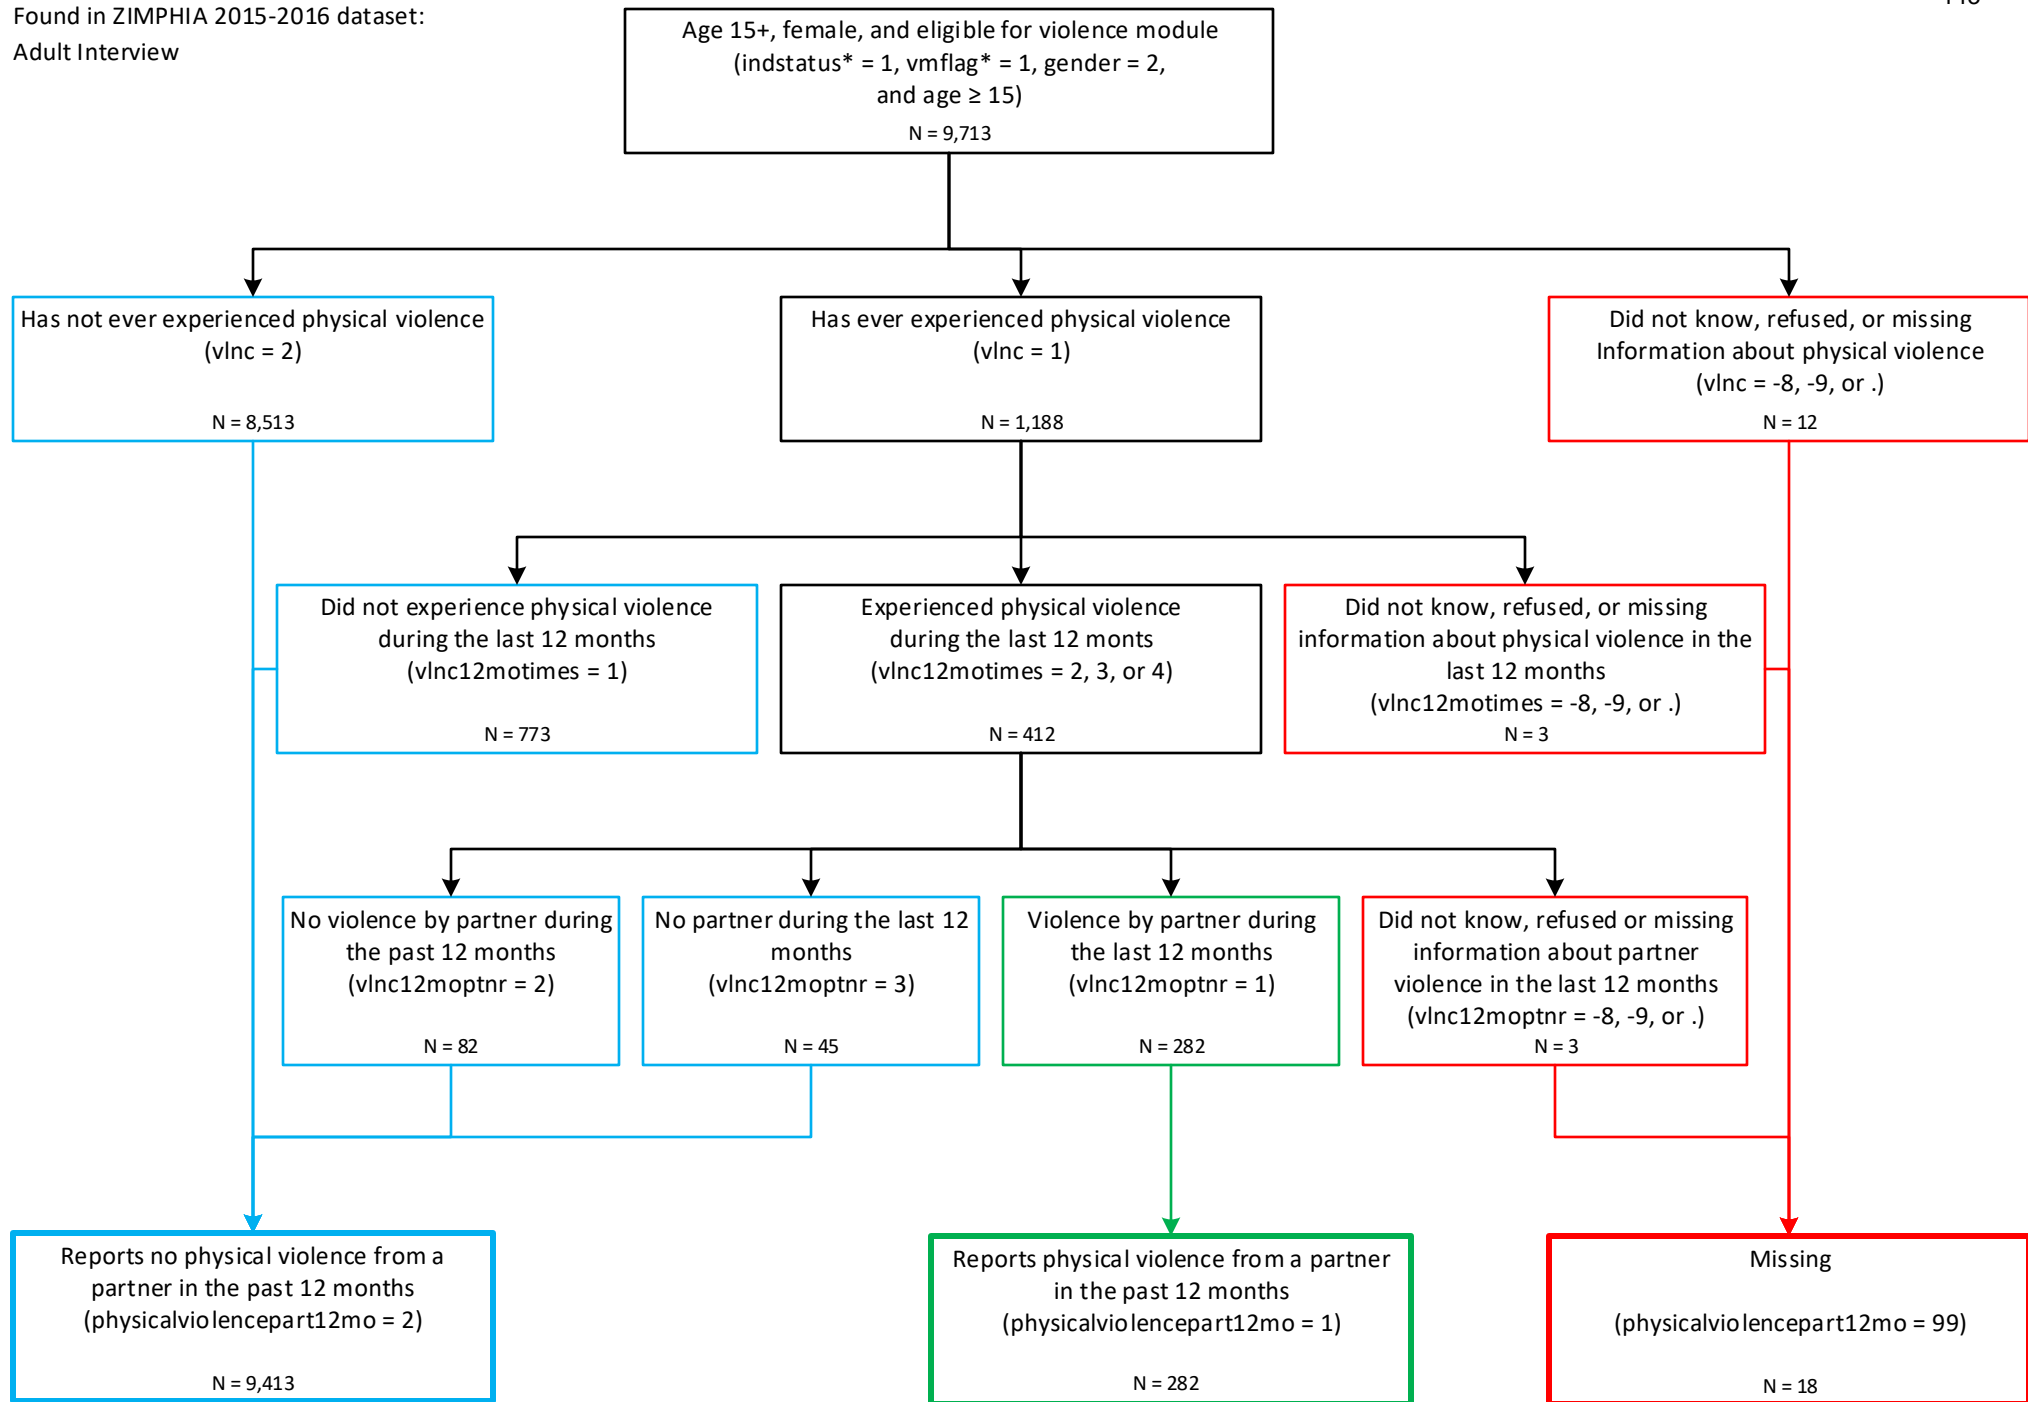 Found in ZIMPHIA 2015-2016 dataset:
Adult Interview
Age 15+, female, and eligible for violence module
(indstatus* = 1, vmflag* = 1, gender = 2,
and age ≥ 15)
N = 9,713
Has not ever experienced physical violence
(vlnc = 2)
N = 8,513
Has ever experienced physical violence
(vlnc = 1)
N = 1,188
Did not know, refused, or missing
Information about physical violence
(vlnc = -8, -9, or .)
N = 12
Did not experience physical violence
during the last 12 months
(vlnc12motimes = 1)
N = 773
Experienced physical violence
during the last 12 monts
(vlnc12motimes = 2, 3, or 4)
N = 412
Did not know, refused, or missing
information about physical violence in the
last 12 months
(vlnc12motimes = -8, -9, or .)
N = 3
No violence by partner during
the past 12 months
(vlnc12moptnr = 2)
N = 82
No partner during the last 12
months
(vlnc12moptnr = 3)
N = 45
Violence by partner during
the last 12 months
(vlnc12moptnr = 1)
N = 282
Did not know, refused or missing
information about partner
violence in the last 12 months
(vlnc12moptnr = -8, -9, or .)
N = 3
Reports no physical violence from a
partner in the past 12 months
(physicalviolencepart12mo = 2)
N = 9,413
Reports physical violence from a partner
in the past 12 months
(physicalviolencepart12mo = 1)
N = 282
Missing
(physicalviolencepart12mo = 99)
N = 18